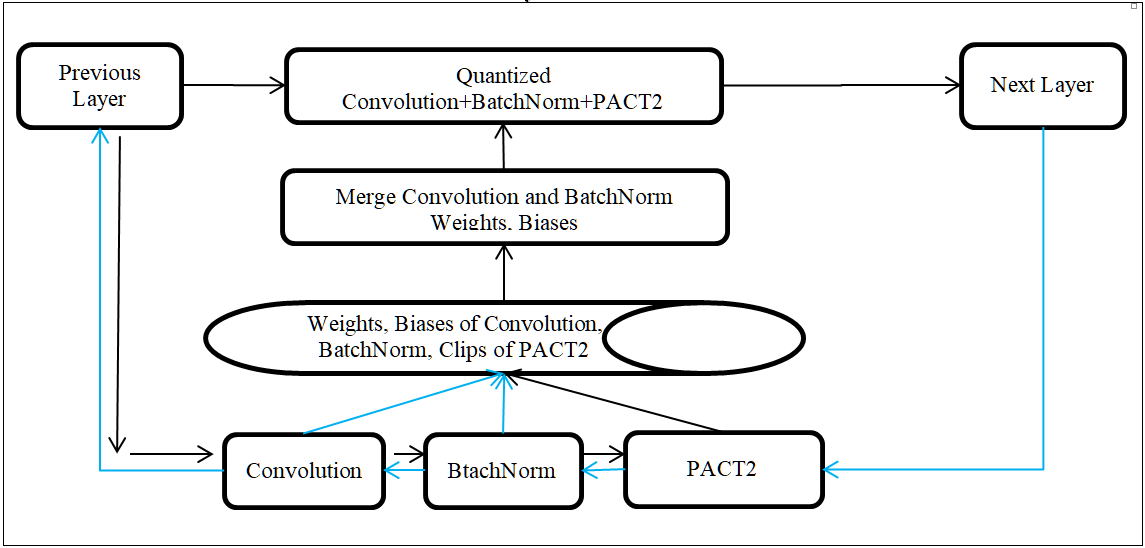 Previous
Layer
Quantized
Convolution+BatchNorm+PACT2
Next Layer
Merge Convolution and BatchNorm
Weights, Biases
Weights, Biases of Convolution,
BatchNorm, Clips of PACT2
Convolution
BtachNorm
PACT2